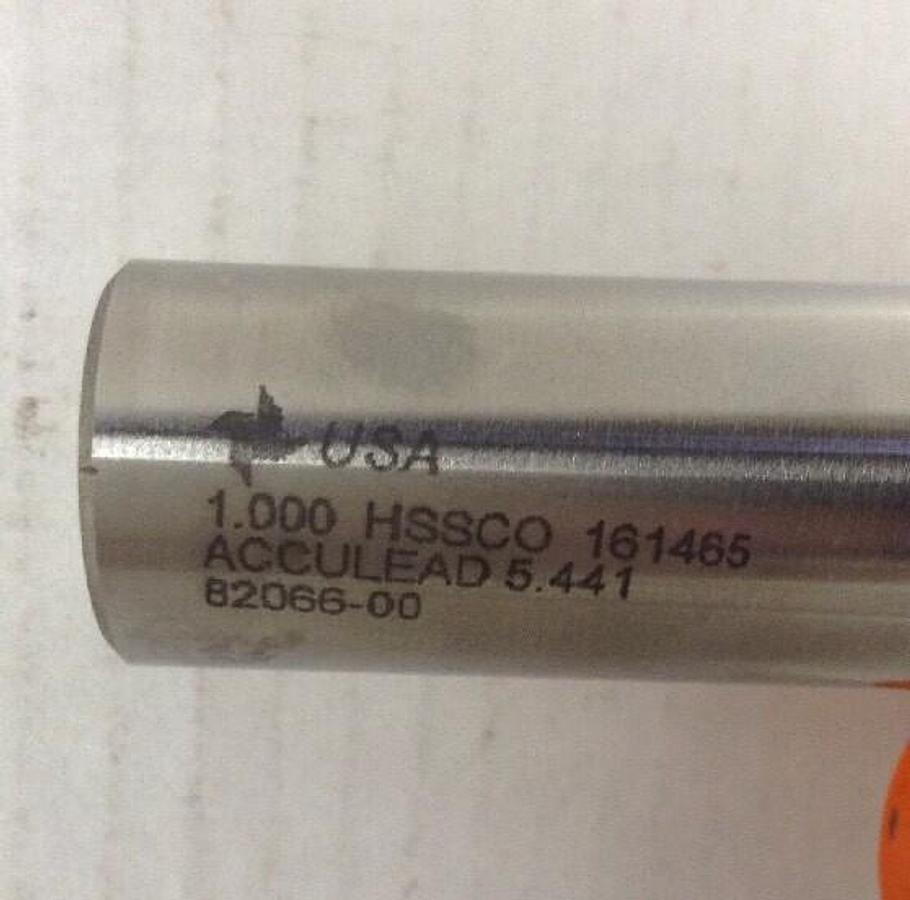 USA
1.000 HSSCO 161465
ACCULEAD 5.441
82066-00